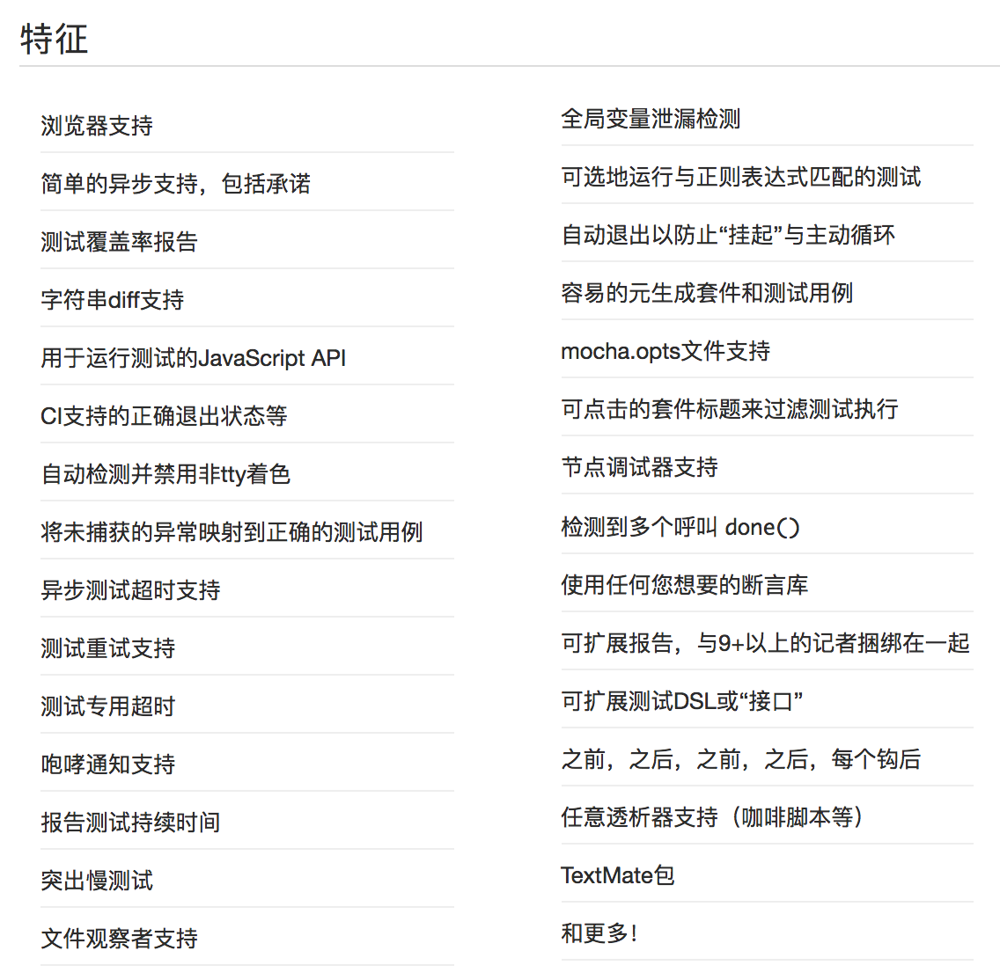 特征
浏览器支持
简单的异步支持，包括承诺
测试覆盖率报告
字符串diff支持
用于运行测试的JavaScript API
CI支持的正确退出状态等
自动检测并禁用非tty着色
将未捕获的异常映射到正确的测试用例
异步测试超时支持
测试重试支持
测试专用超时
咆哮通知支持
报告测试持续时间
突出慢测试
文件观察者支持
全局变量泄漏检测
可选地运行与正则表达式匹配的测试
自动退出以防止“挂起”与主动循环
容易的元生成套件和测试用例
mocha.opts文件支持
可点击的套件标题来过滤测试执行
节点调试器支持
检测到多个呼叫 done()
使用任何您想要的断言库
可扩展报告，与9+以上的记者捆绑在一起
可扩展测试DSL或“接口”
之前，之后，之前，之后，每个钩后
任意透析器支持（咖啡脚本等）
TextMate包
和更多！